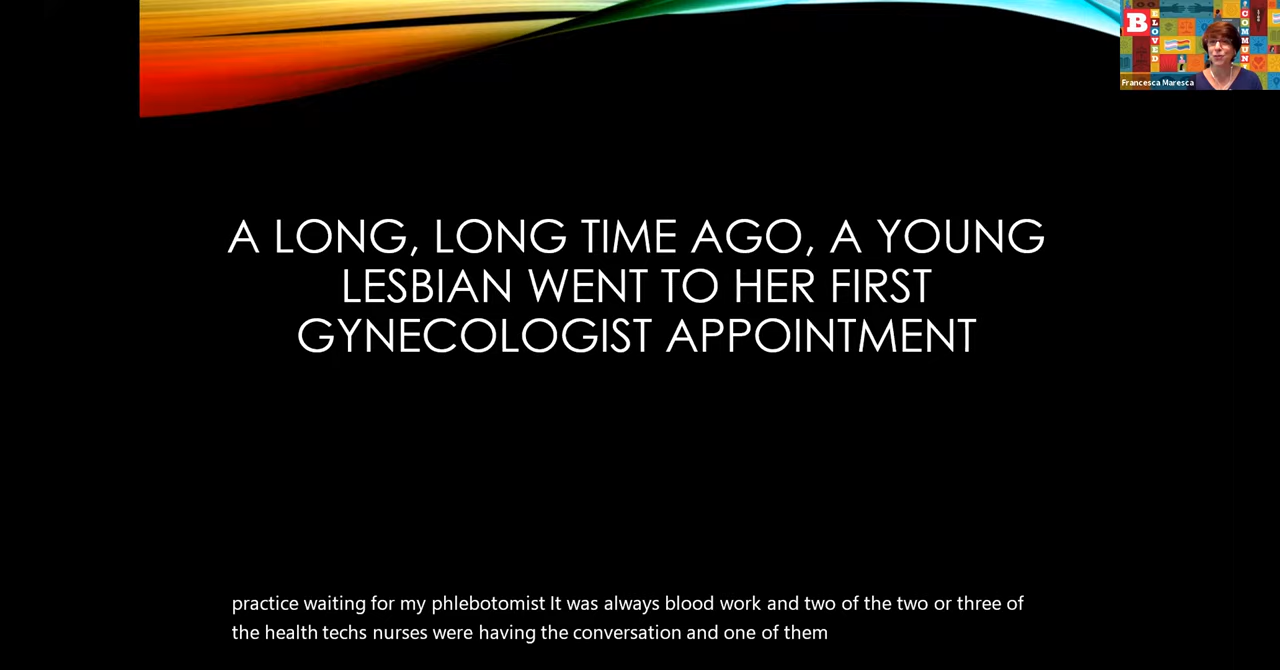 B
ELOVED
COMMUN
Francesca Maresca
A LONG, LONG TIME AGO, A YOUNG
LESBIAN WENT TO HER FIRST
GYNECOLOGIST APPOINTMENT
practice waiting for my phlebotomist It was always blood work and two of the two or three of
the health techs nurses were having the conversation and one of them